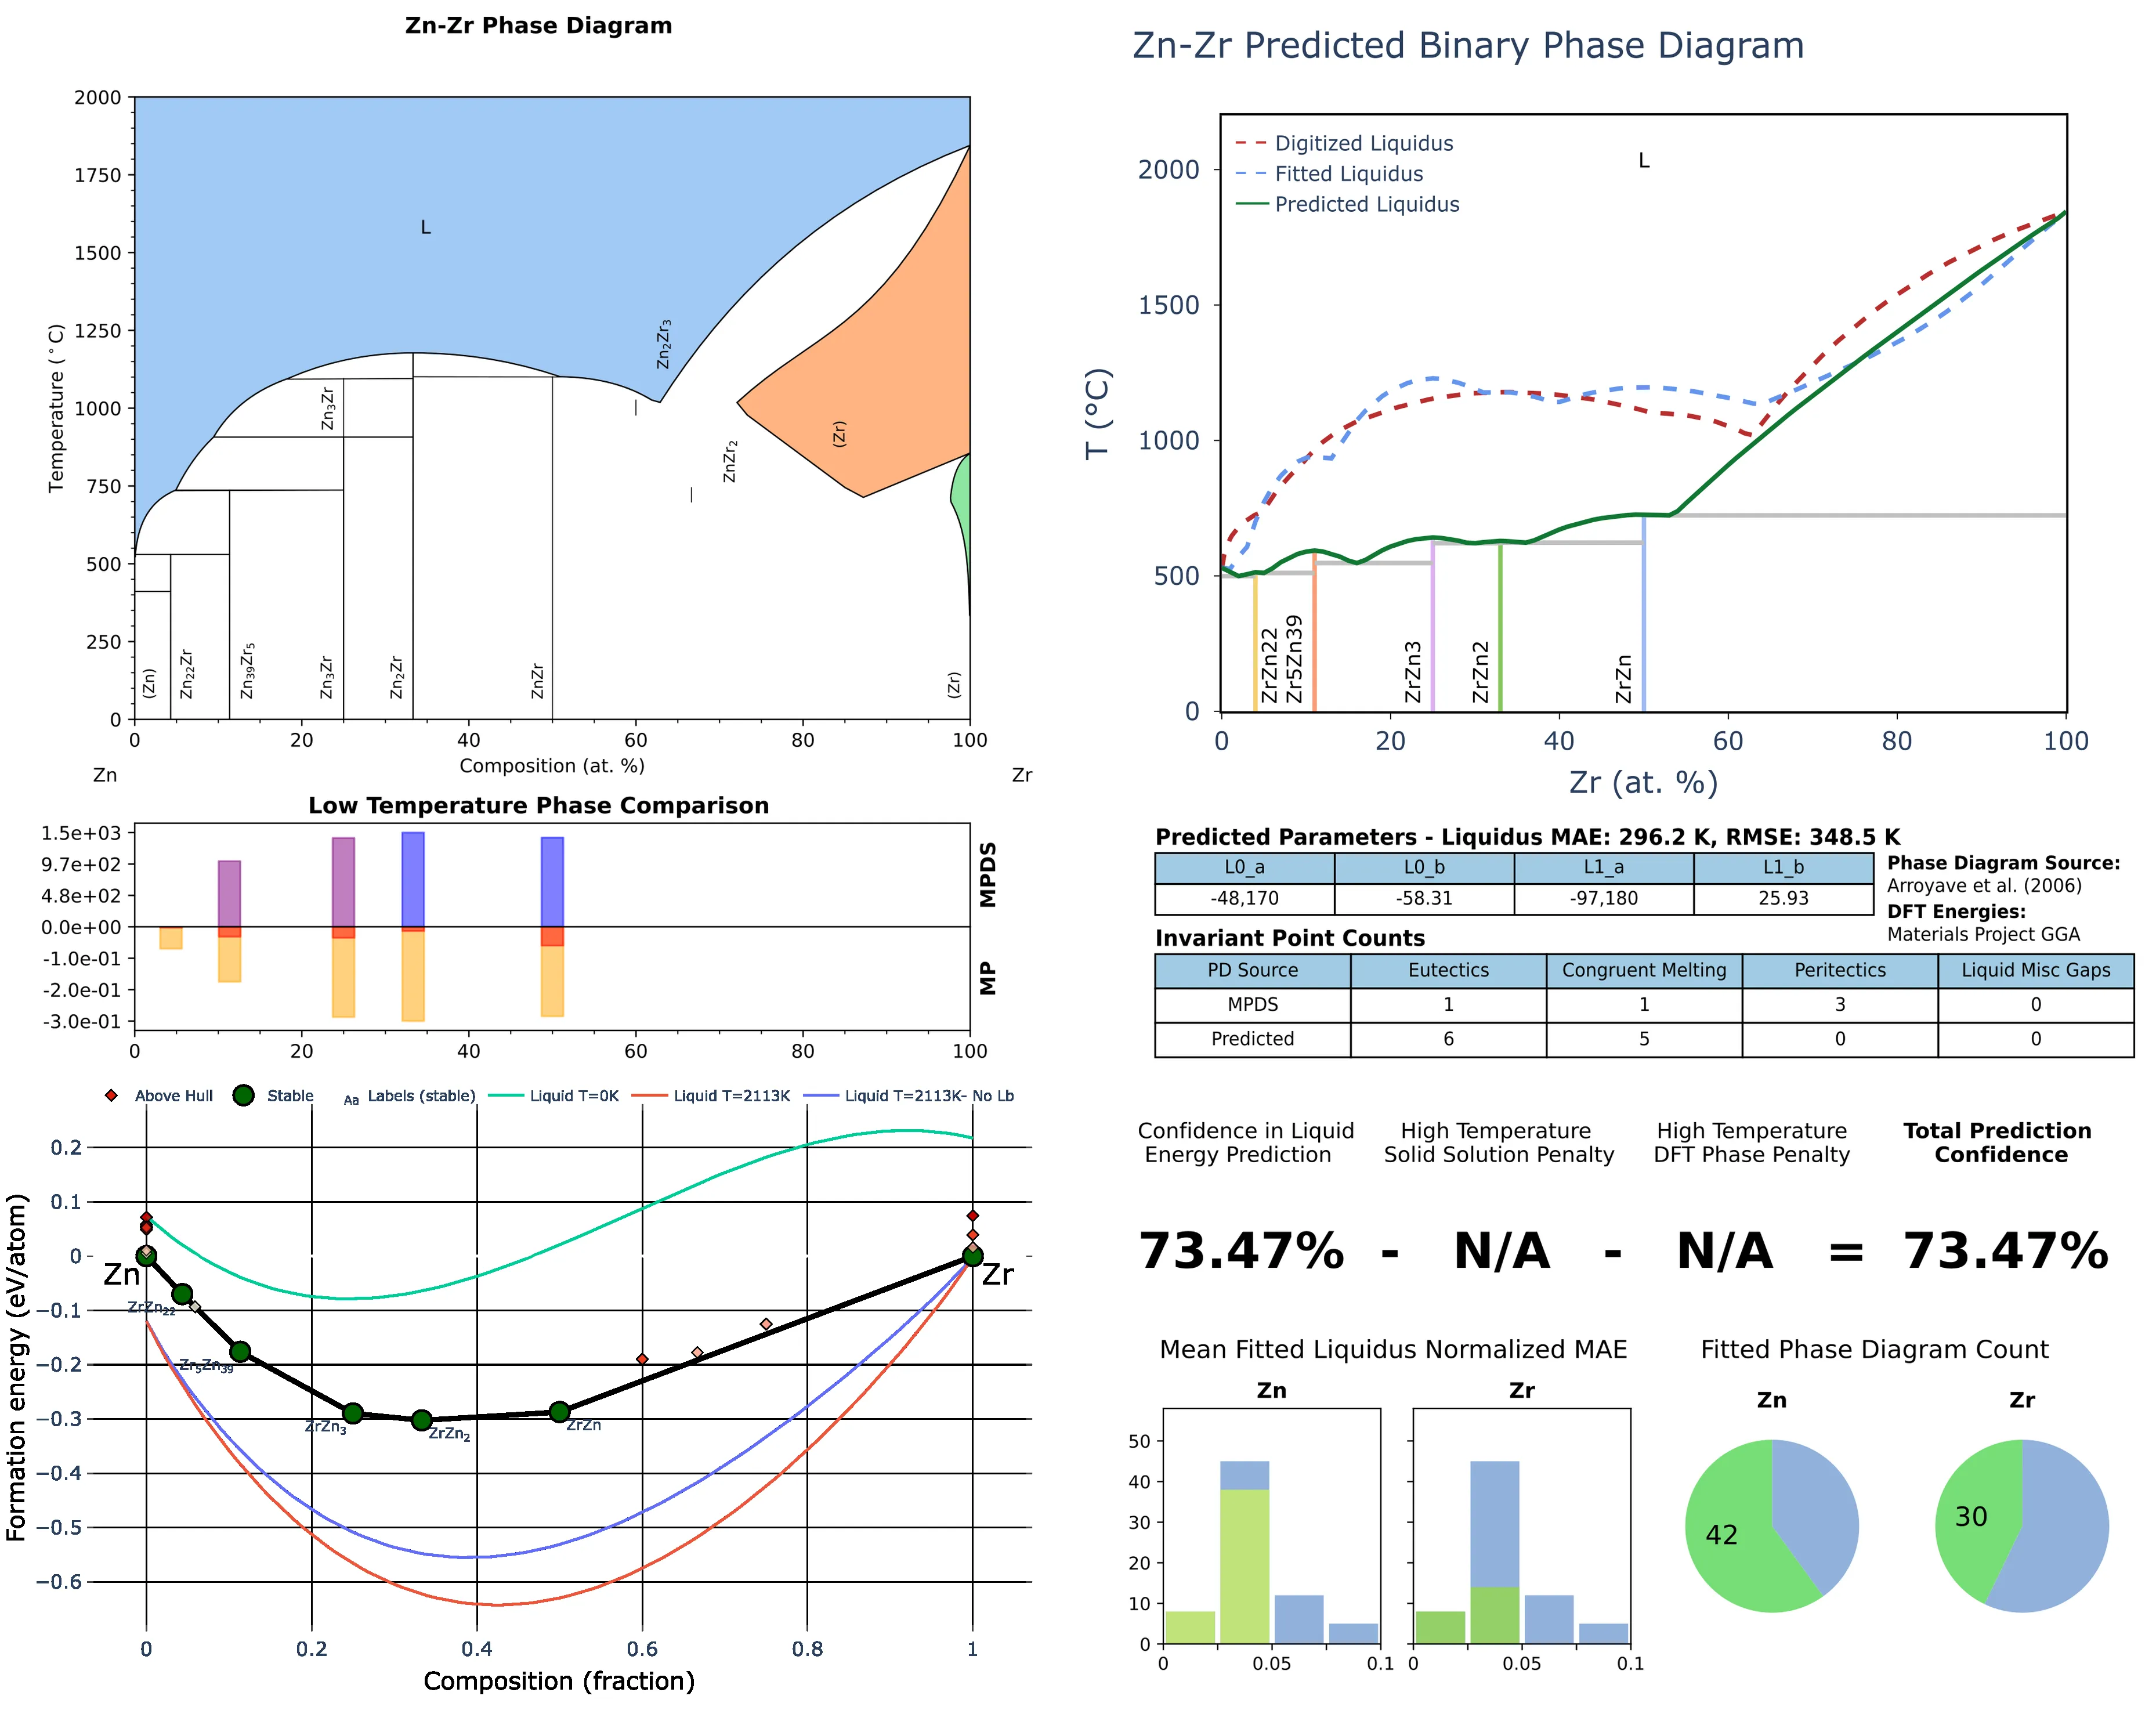 Zn-Zr Phase Diagram
Temperature (°C)
2000
1750
1500
1250
1000
750
500
250
0
L
Zn2Zr3
ZnZr2
(Zr)
Zn3Zr
(Zn)
Zn22Zr
Zn39Zr5
Zn3Zr
Zn2Zr
ZnZr
(Zr)
0 20 40 60 80 100
Composition (at. %)
Zn Zr
Low Temperature Phase Comparison
1.5e+03
9.7e+02
4.8e+02
0.0e+00
-1.0e-01
-2.0e-01
-3.0e-01
MPDS
MP
0 20 40 60 80 100
Above Hull Stable Aa Labels (stable) Liquid T=0K Liquid T=2113K Liquid T=2113K- No Lb
Formation energy (eV/atom)
0.2
0.1
0
−0.1
−0.2
−0.3
−0.4
−0.5
−0.6
Zn
Zr
ZrZn22
Zr5Zn39
ZrZn3
ZrZn2
ZrZn
0 0.2 0.4 0.6 0.8 1
Composition (fraction)
Zn-Zr Predicted Binary Phase Diagram
Digitized Liquidus
Fitted Liquidus
Predicted Liquidus
L
T (°C)
2000
1500
1000
500
0
ZrZn22
Zr5Zn39
ZrZn3
ZrZn2
ZrZn
0 20 40 60 80 100
Zr (at. %)
Predicted Parameters - Liquidus MAE: 296.2 K, RMSE: 348.5 K
L0_a L0_b L1_a L1_b
-48,170 -58.31 -97,180 25.93
Phase Diagram Source:
Arroyave et al. (2006)
DFT Energies:
Materials Project GGA
Invariant Point Counts
PD Source Eutectics Congruent Melting Peritectics Liquid Misc Gaps
MPDS 1 1 3 0
Predicted 6 5 0 0
Confidence in Liquid
Energy Prediction
High Temperature
Solid Solution Penalty
High Temperature
DFT Phase Penalty
Total Prediction
Confidence
73.47% - N/A - N/A = 73.47%
Mean Fitted Liquidus Normalized MAE
Zn Zr
50
40
30
20
10
0
0 0.05 0.1
0 0.05 0.1
Fitted Phase Diagram Count
Zn Zr
42
30